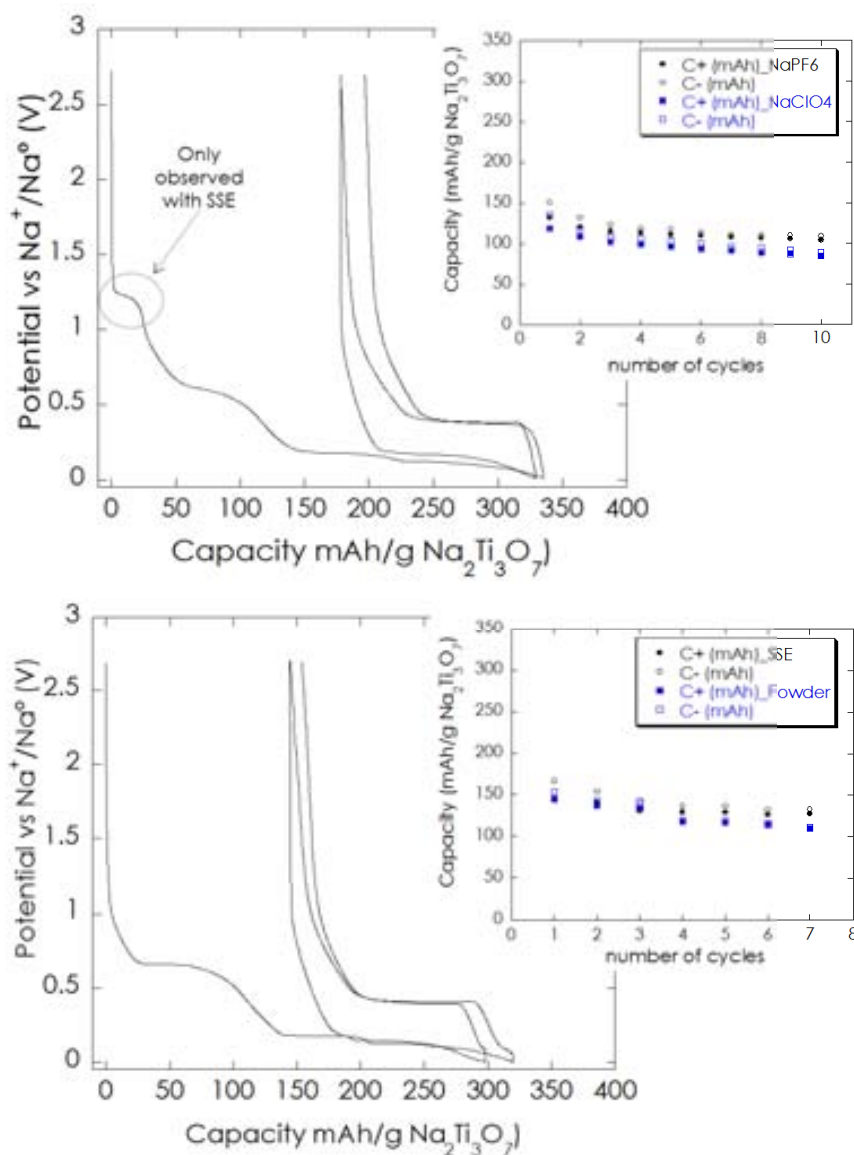 3
2.5
2
1.5
1
0.5
0
Potential vs Na⁺/Na° (V)
0 50 100 150 200 250 300 350 400
Capacity mAh/g Na₂Ti₃O₇)
Only
observed
with SSE
350
300
250
200
150
100
50
0
Capacity (mAh/g Na₂Ti₃O₇)
C+ (mAh)_NaPF6
C- (mAh)
C+ (mAh)_NaClO4
C- (mAh)
0 2 4 6 8 10
number of cycles
3
2.5
2
1.5
1
0.5
0
Potential vs Na⁺/Na° (V)
0 50 100 150 200 250 300 350 400
Capacity mAh/g Na₂Ti₃O₇)
350
300
250
200
150
100
50
0
Capacity (mAh/g Na₂Ti₃O₇)
C+ (mAh)_SSE
C- (mAh)
C+ (mAh)_Powder
C- (mAh)
0 1 2 3 4 5 6 7 8
number of cycles